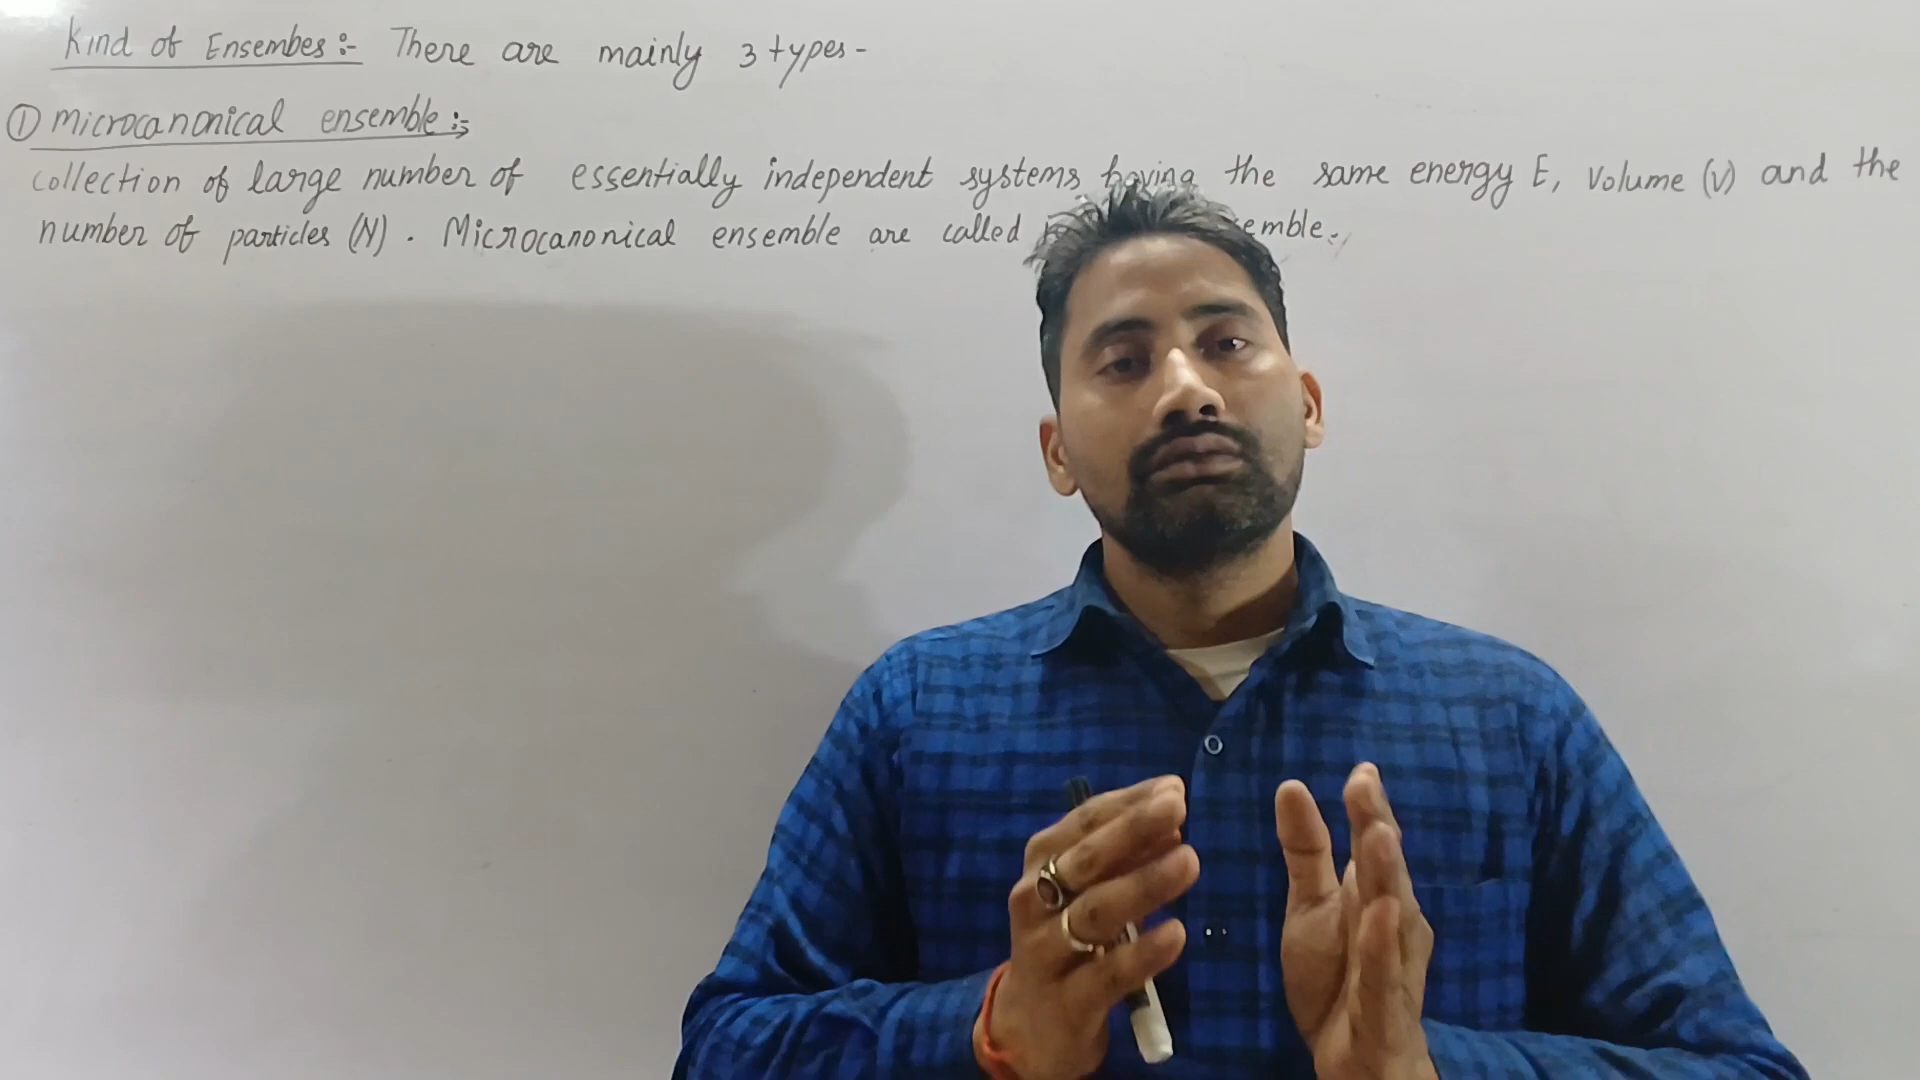 Kind of Ensembes :- There are mainly 3 types -
① Microcanonical ensemble :-
collection of large number of essentially independent systems having the same energy E, Volume (V) and the
number of particles (N). Microcanonical ensemble are called emble.